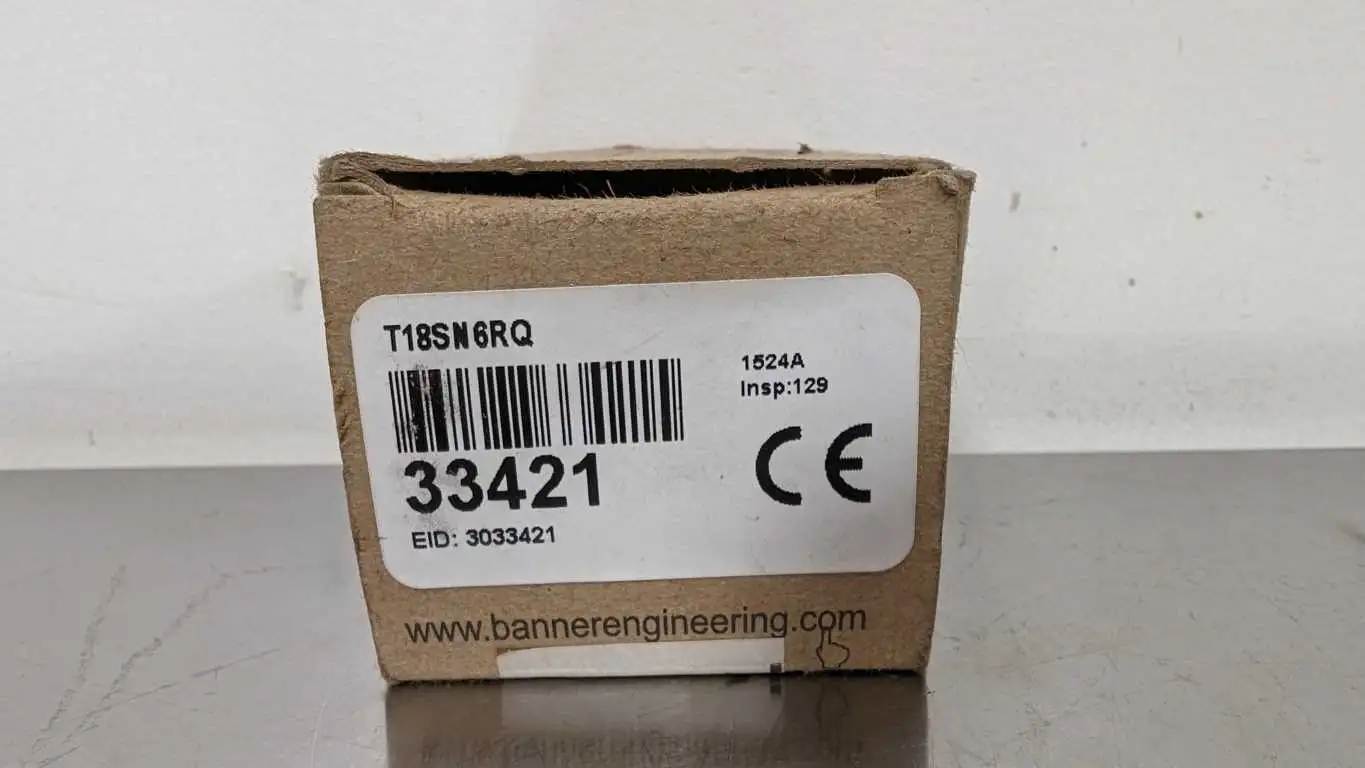 T18SN6RQ
1524A
Insp:129
33421
CE
EID: 3033421
www.bannerengineering.com